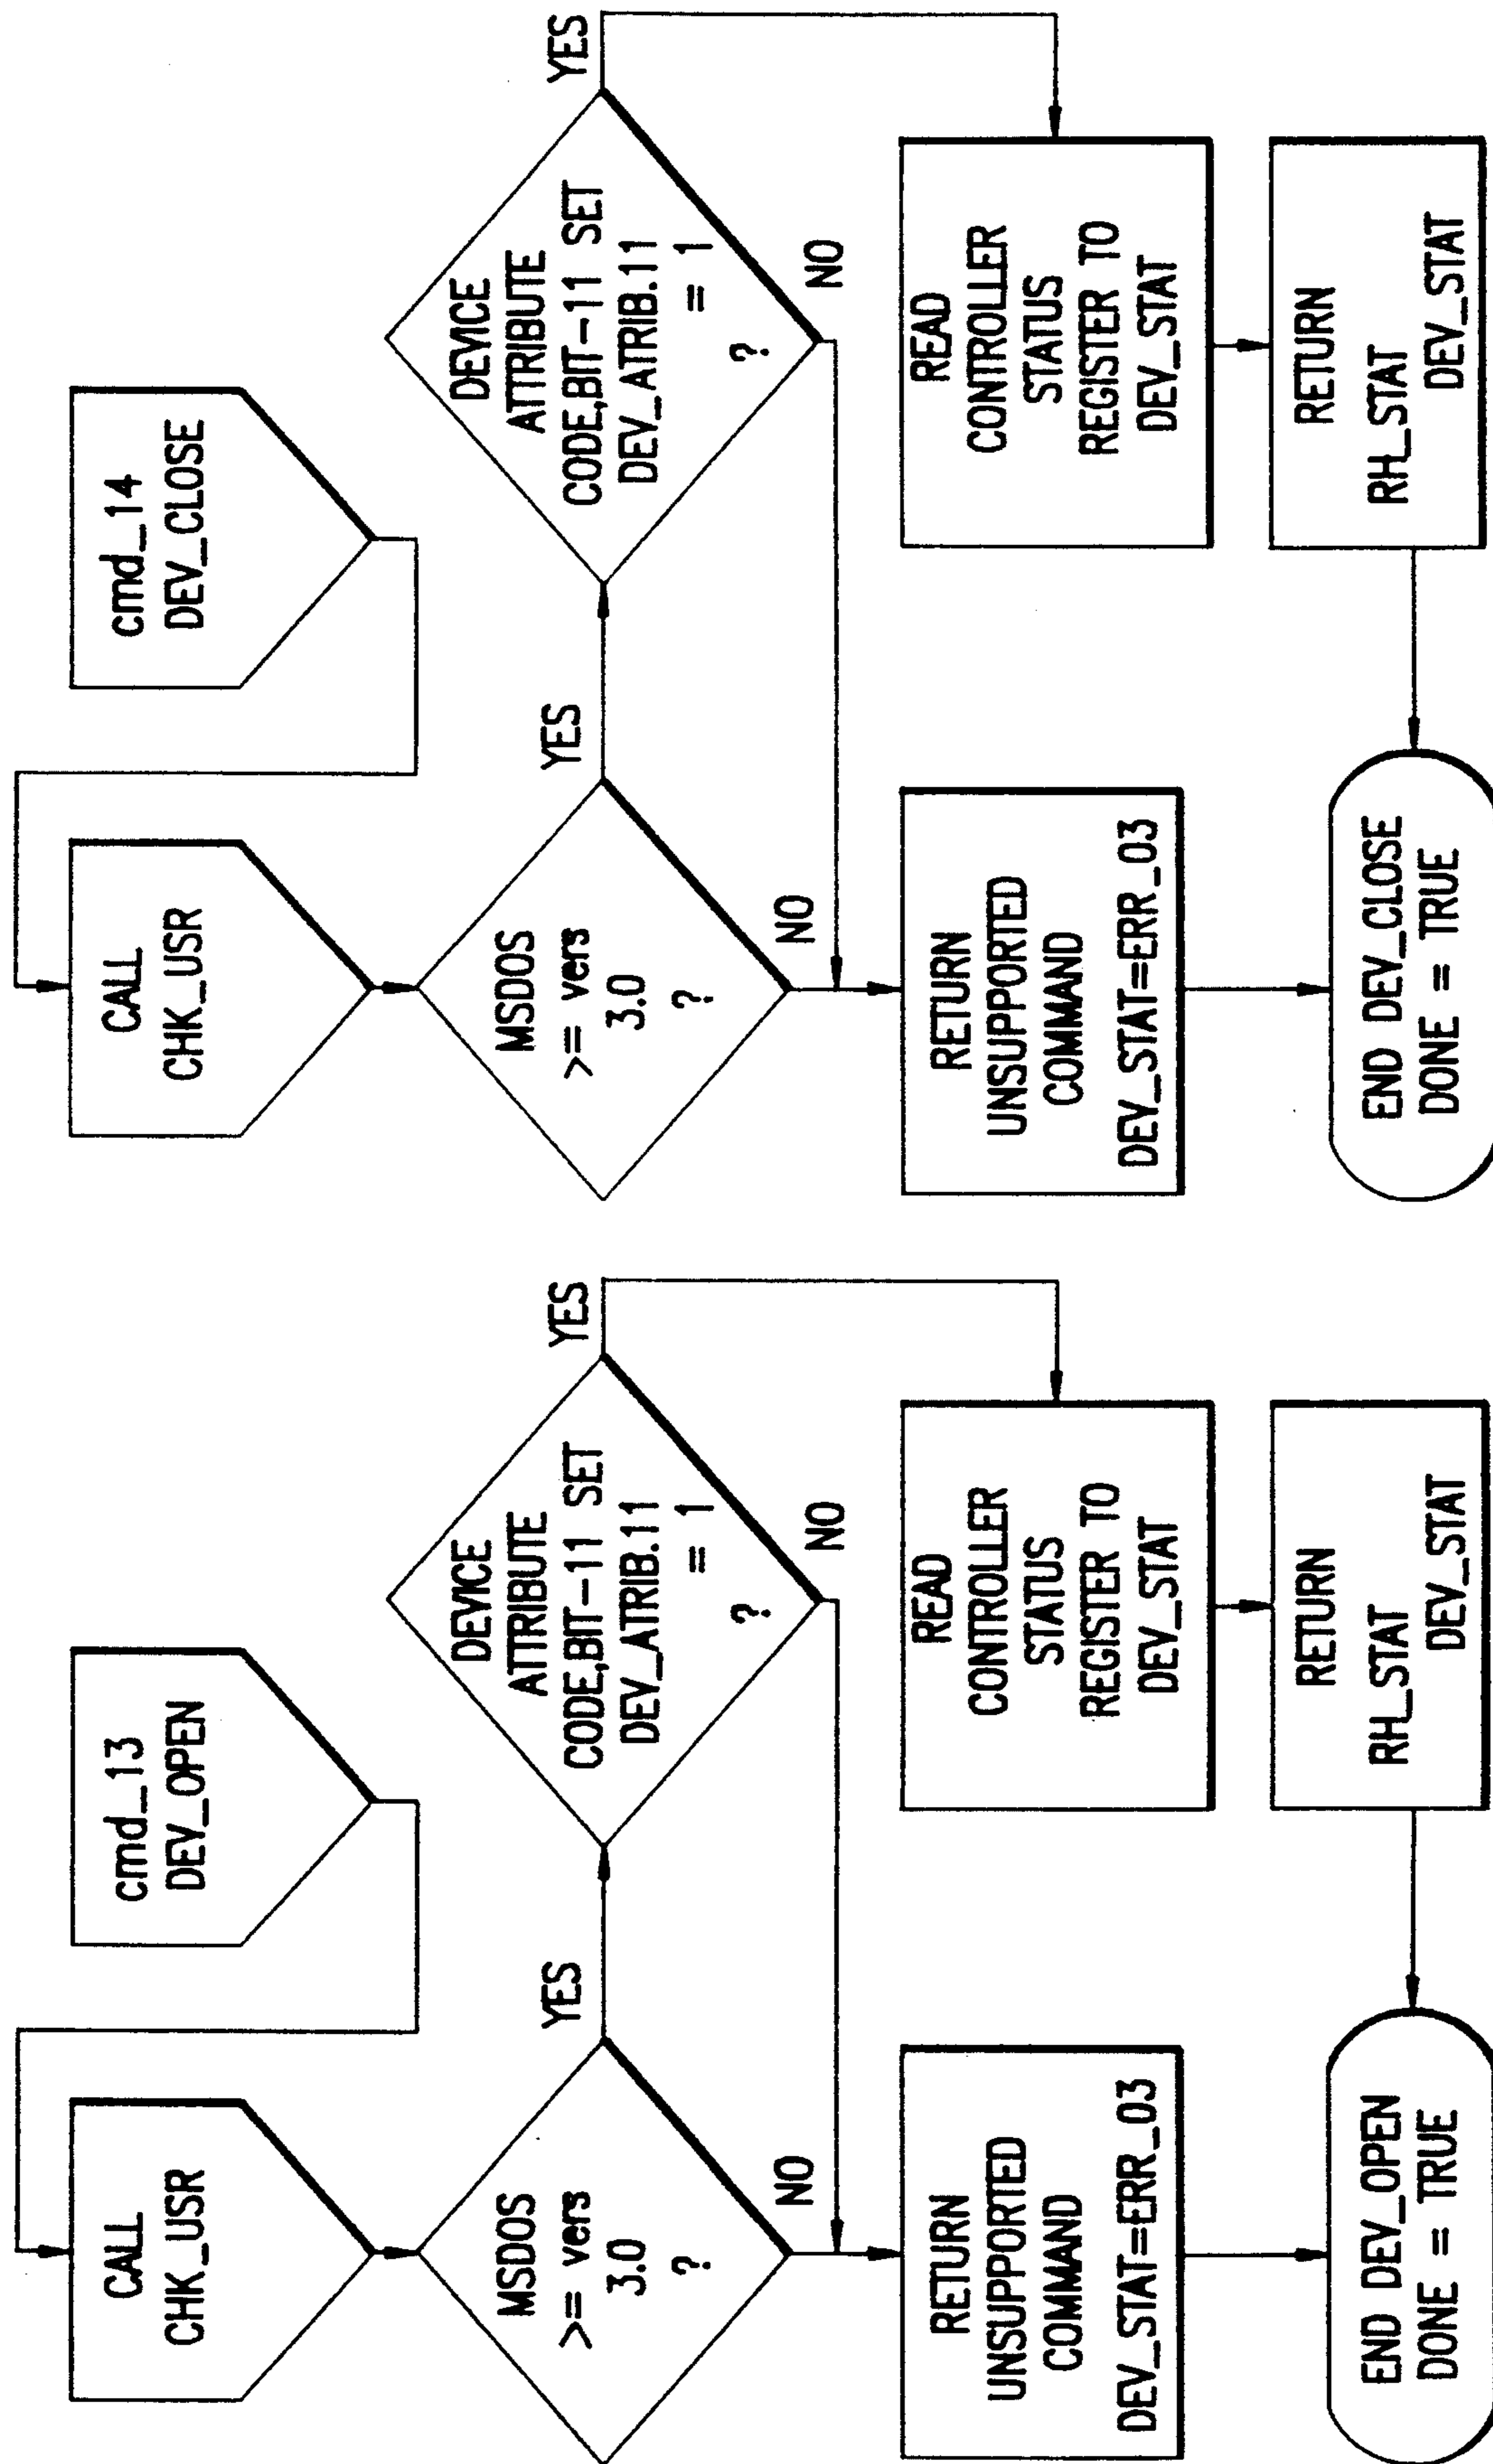 cmd_13
DEV_OPEN
CALL
CHK_USR
MSDOS
>= vers
3.0
?
YES
NO
DEVICE
ATTRIBUTE
CODE,BIT-11 SET
DEV_ATRIB.11
= 1
?
YES
NO
RETURN
UNSUPPORTED
COMMAND
DEV_STAT=ERR_03
READ
CONTROLLER
STATUS
REGISTER TO
DEV_STAT
RETURN
RH_STAT
DEV_STAT
END DEV_OPEN
DONE = TRUE
cmd_14
DEV_CLOSE
CALL
CHK_USR
MSDOS
>= vers
3.0
?
YES
NO
DEVICE
ATTRIBUTE
CODE,BIT-11 SET
DEV_ATRIB.11
= 1
?
YES
NO
RETURN
UNSUPPORTED
COMMAND
DEV_STAT=ERR_03
READ
CONTROLLER
STATUS
REGISTER TO
DEV_STAT
RETURN
RH_STAT
DEV_STAT
END DEV_CLOSE
DONE = TRUE